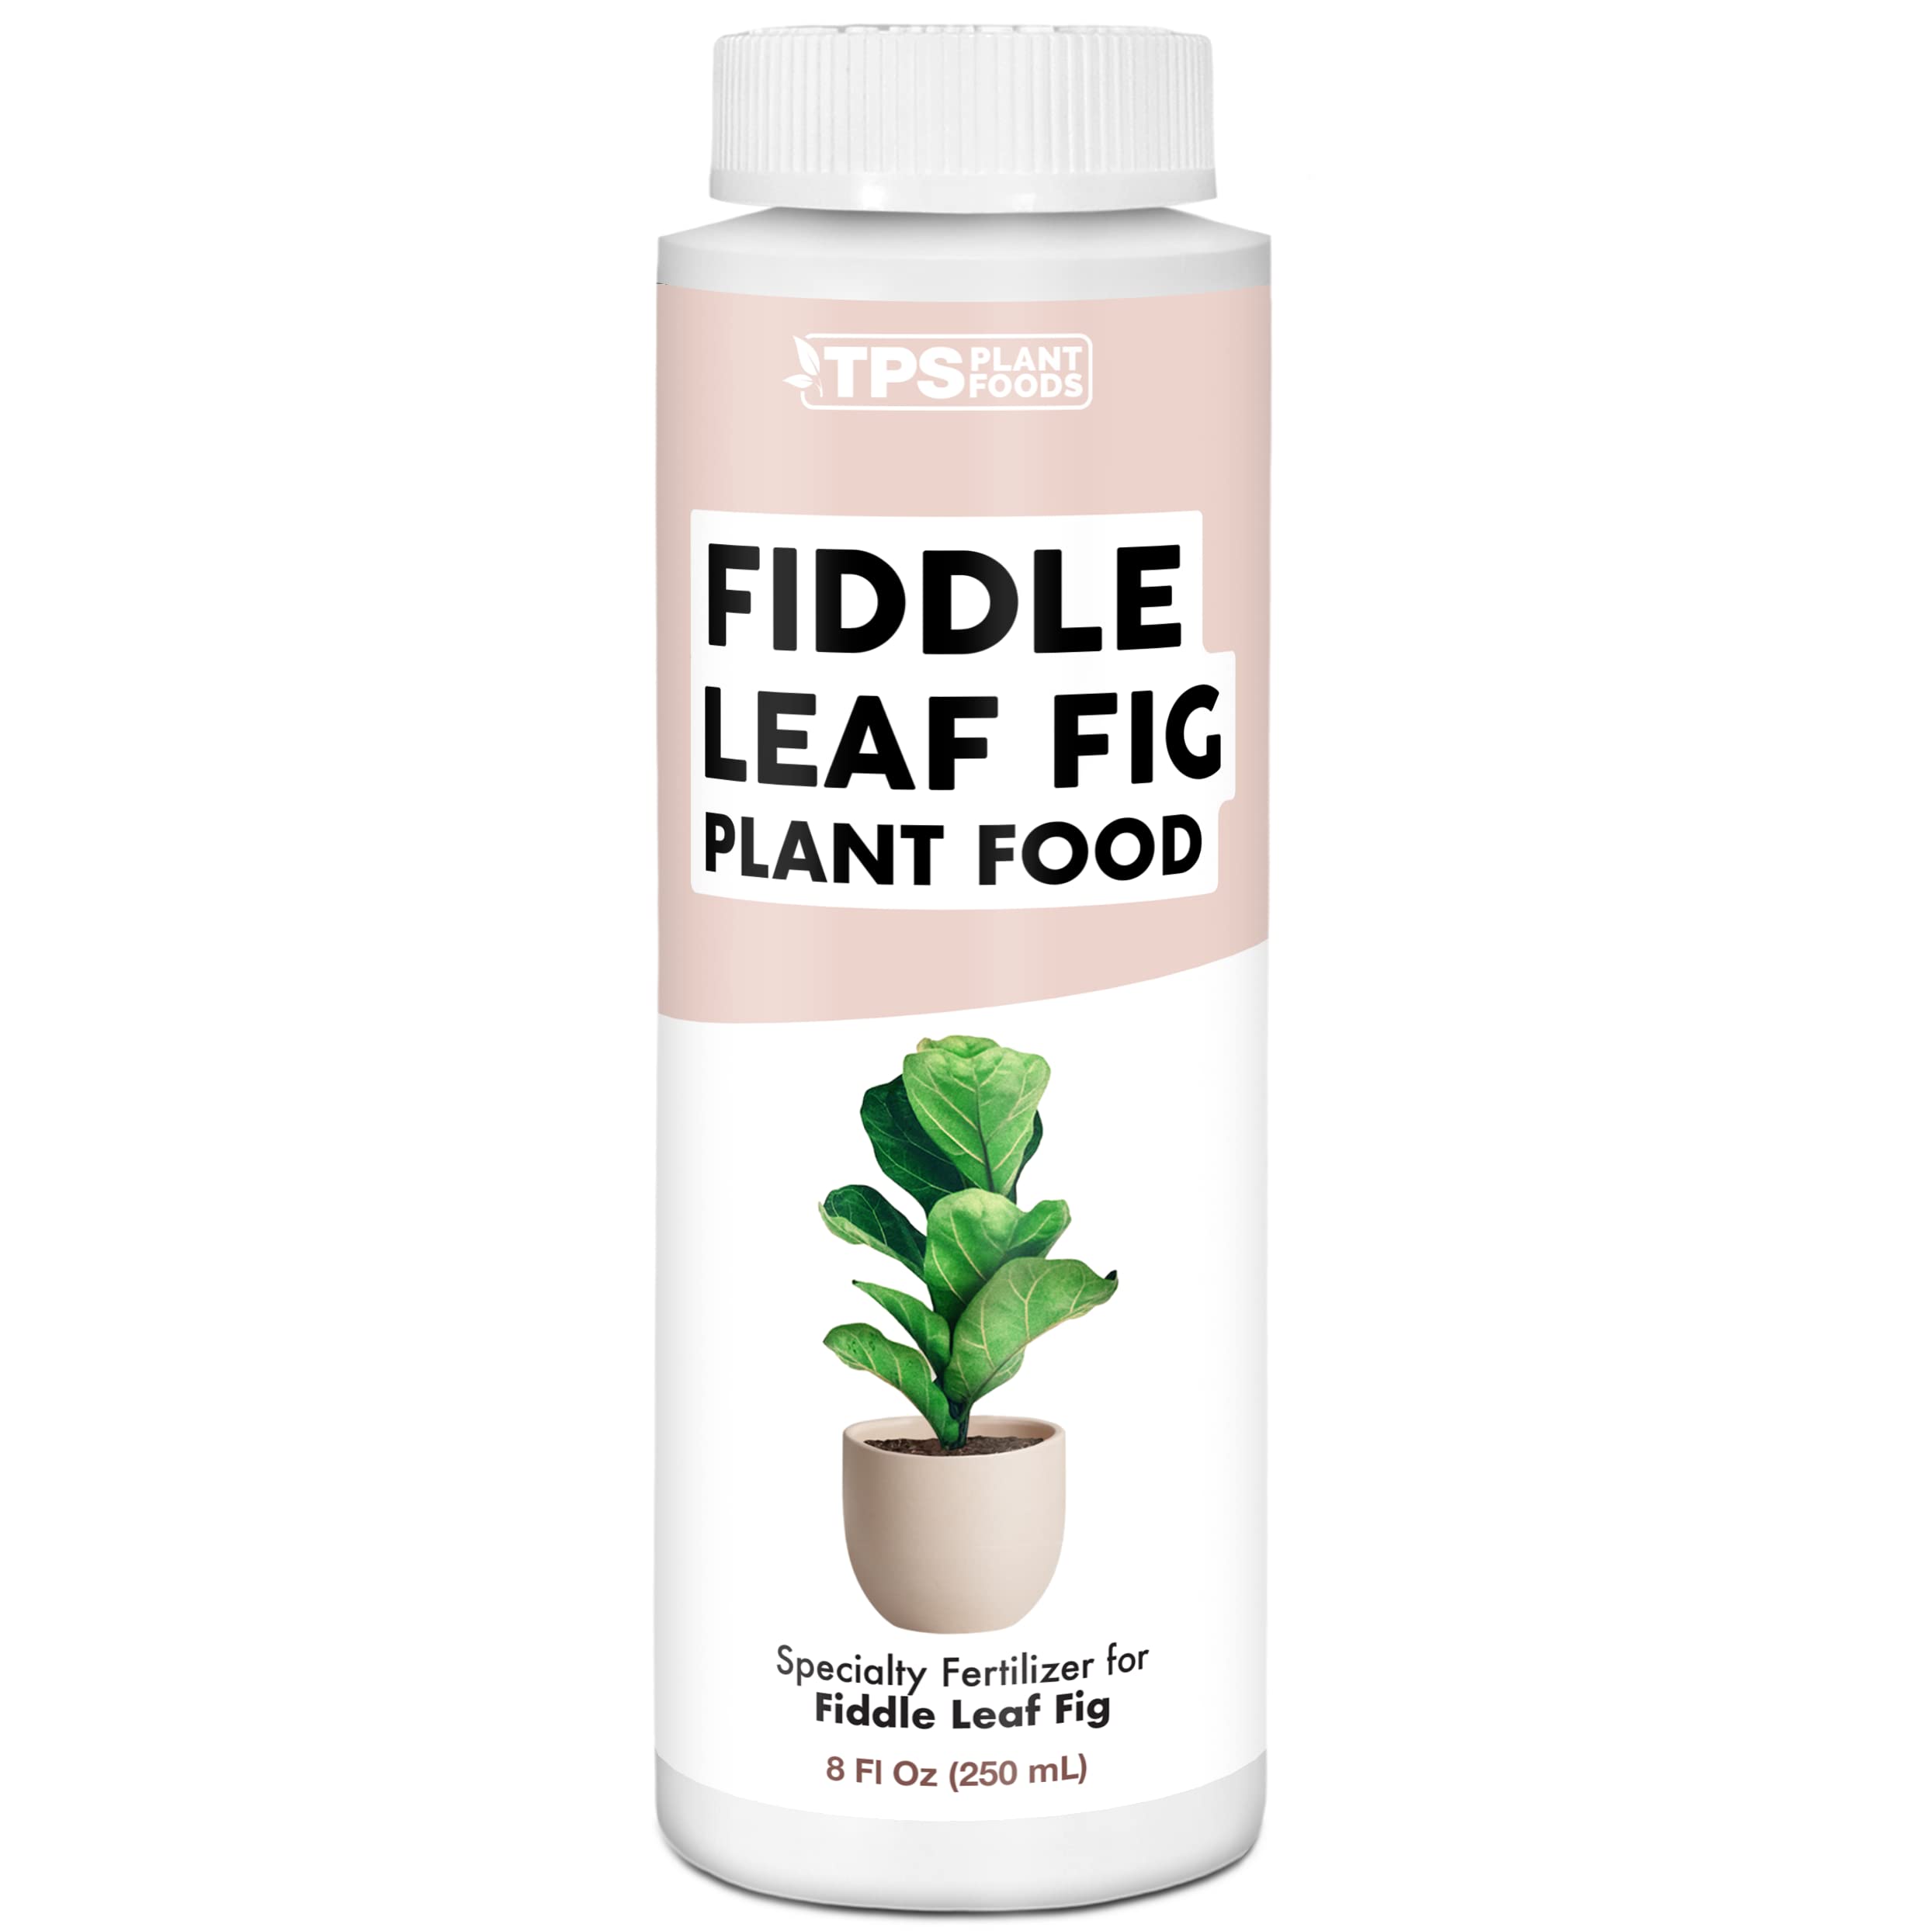 TPS PLANT FOODS
FIDDLE
LEAF FIG
PLANT FOOD
Specialty Fertilizer for
Fiddle Leaf Fig
8 Fl Oz (250 mL)